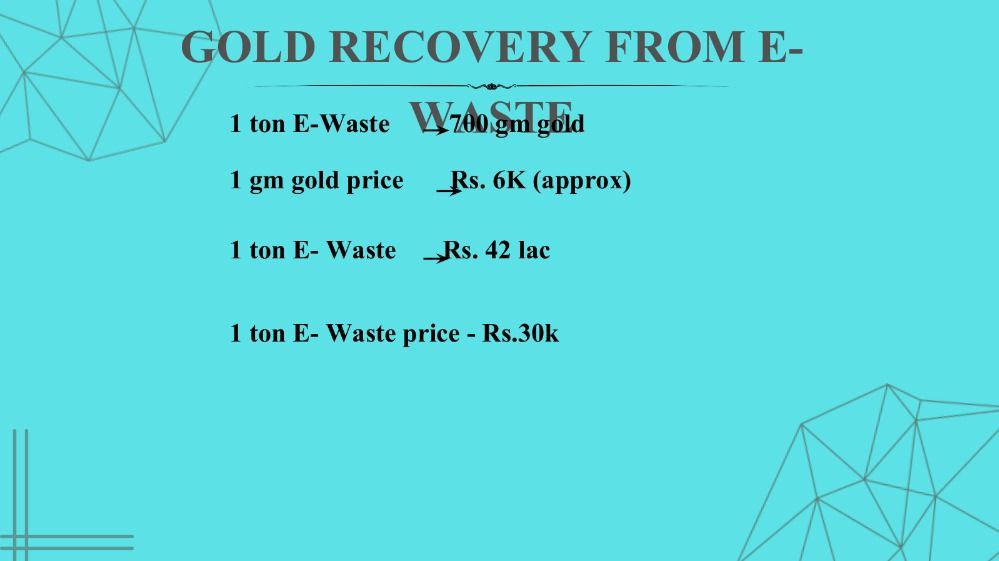 GOLD RECOVERY FROM E-
WASTE
1 ton E-Waste → 700 gm gold
1 gm gold price → Rs. 6K (approx)
1 ton E- Waste → Rs. 42 lac
1 ton E- Waste price - Rs.30k